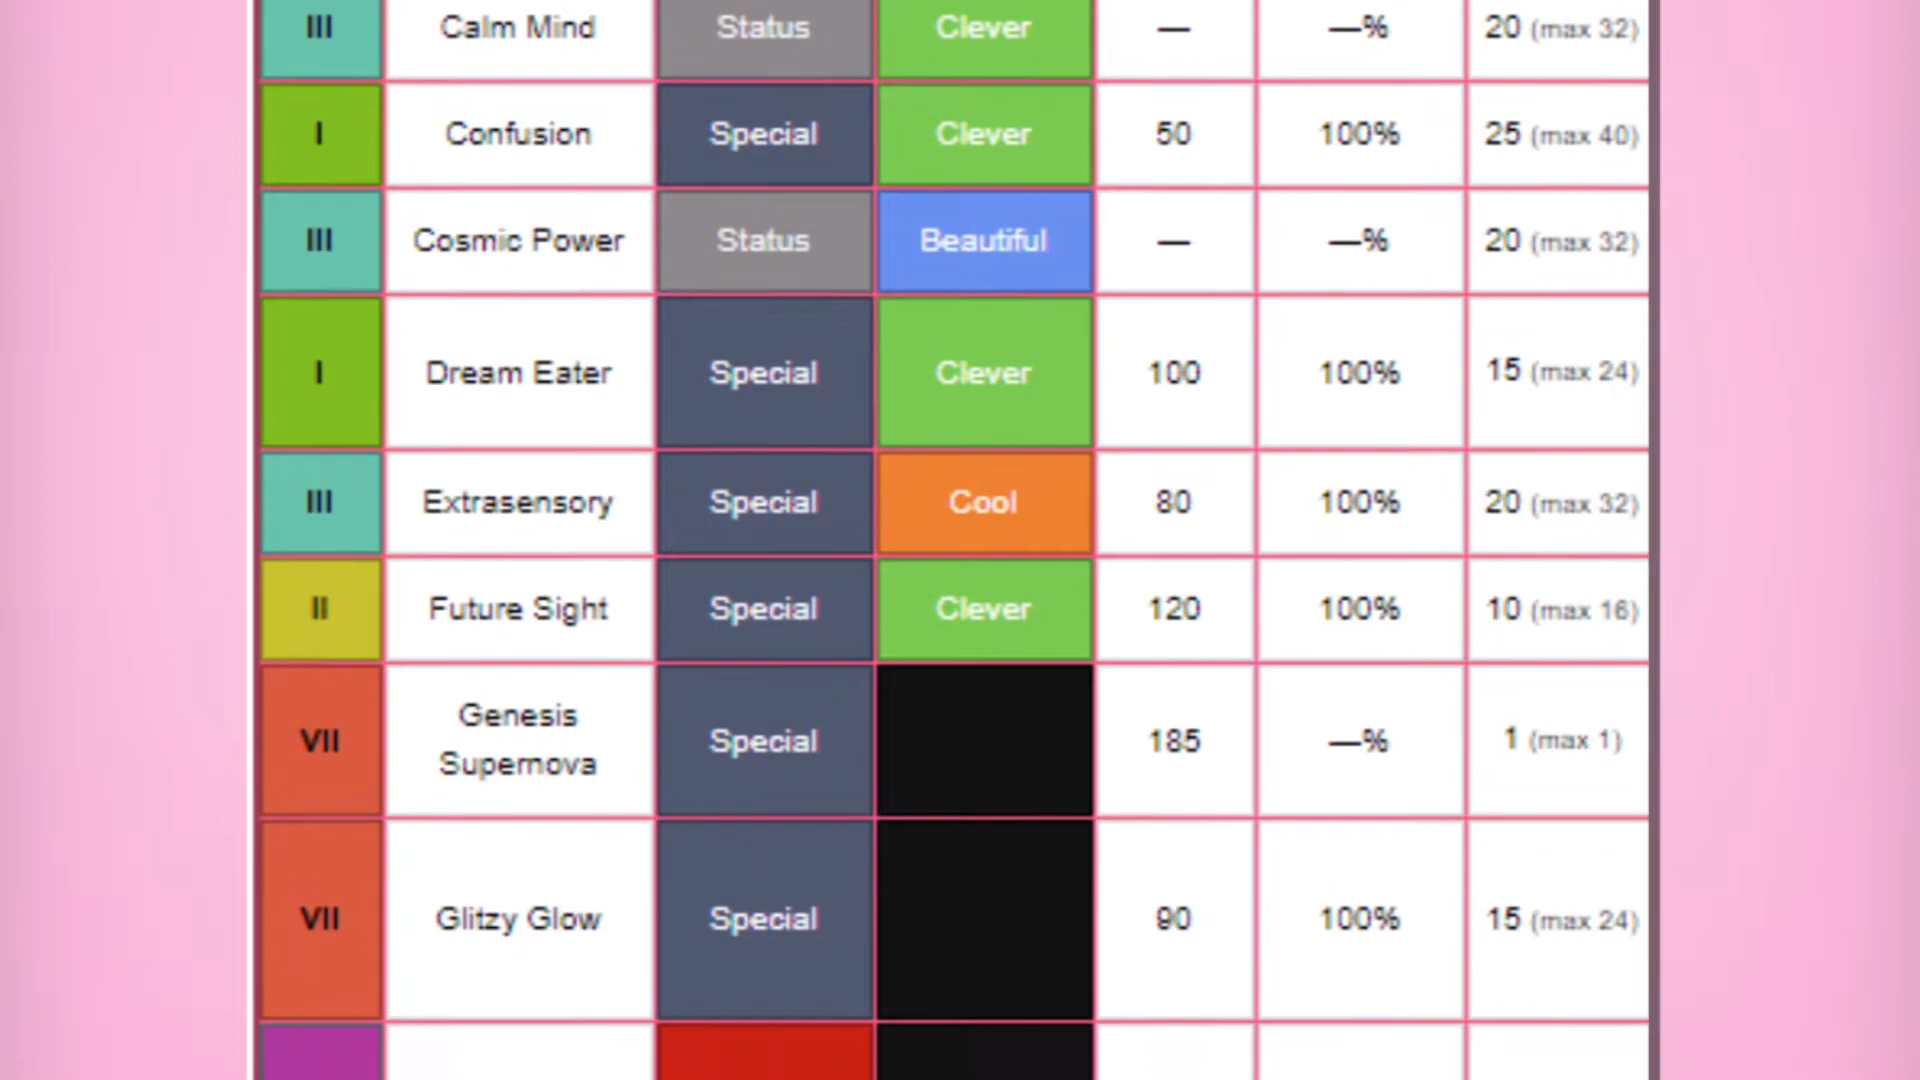 III Calm Mind Status Clever — —% 20 (max 32)
I Confusion Special Clever 50 100% 25 (max 40)
III Cosmic Power Status Beautiful — —% 20 (max 32)
I Dream Eater Special Clever 100 100% 15 (max 24)
III Extrasensory Special Cool 80 100% 20 (max 32)
II Future Sight Special Clever 120 100% 10 (max 16)
VII Genesis Supernova Special 185 —% 1 (max 1)
VII Glitzy Glow Special 90 100% 15 (max 24)